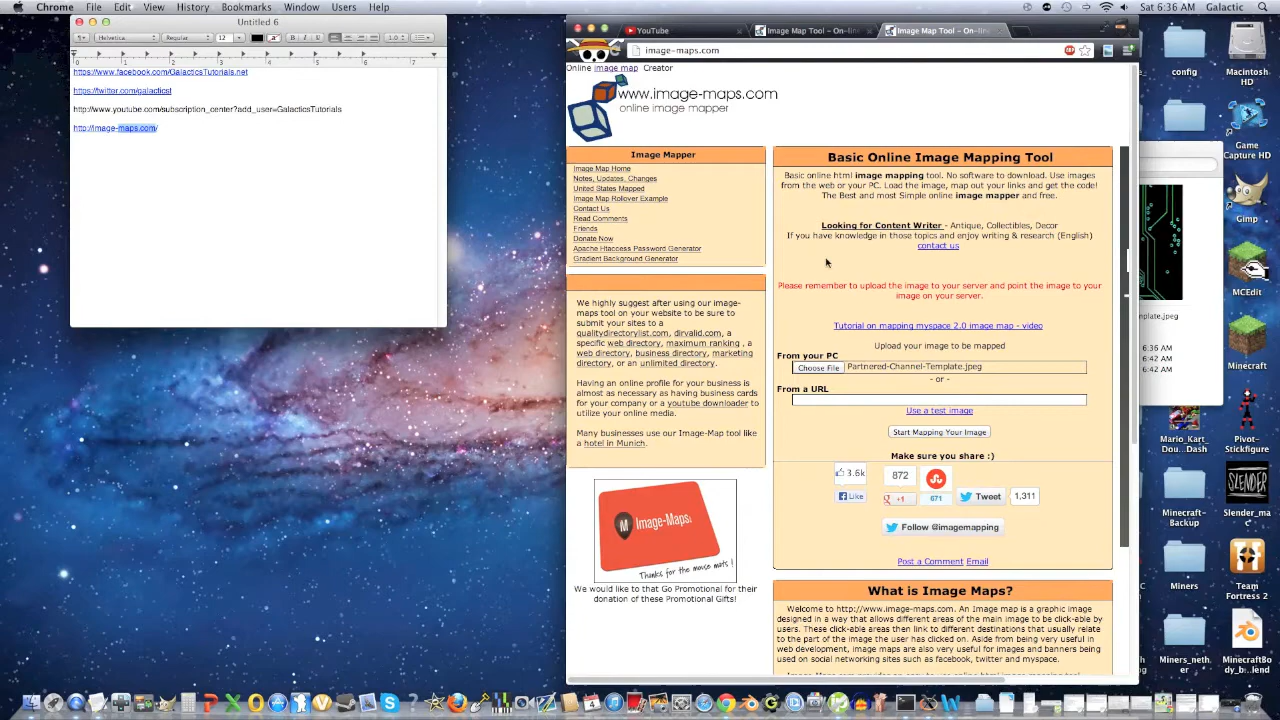 Chrome File Edit View History Bookmarks Window Users Help
Sat 6:36 AM Galactic
Untitled 6
Helvetica Regular 12 B I U 1.0
0 1 2 3 4 5 6 7
https://www.facebook.com/GalacticsTutorials.net
https://twitter.com/galacticst
http://www.youtube.com/subscription_center?add_user=GalacticsTutorials
http://image-maps.com/
YouTube
Image Map Tool – On-lin
Image Map Tool – On-line
image-maps.com
Online image map Creator
www.image-maps.com
online image mapper
Image Mapper
Image Map Home
Notes, Updates, Changes
United States Mapped
Image Map Rollover Example
Contact Us
Read Comments
Friends
Donate Now
Apache Htaccess Password Generator
Gradient Background Generator
We highly suggest after using our image-
maps tool on your website to be sure to
submit your sites to a
qualitydirectorylist.com, dirvalid.com, a
specific web directory, maximum ranking , a
web directory, business directory, marketing
directory, or an unlimited directory.
Having an online profile for your business is
almost as necessary as having business cards
for your company or a youtube downloader to
utilize your online media.
Many businesses use our Image-Map tool like
a hotel in Munich.
M Image-Maps
Thanks for the mouse mats !
We would like to that Go Promotional for their
donation of these Promotional Gifts!
Basic Online Image Mapping Tool
Basic online html image mapping tool. No software to download. Use images
from the web or your PC. Load the image, map out your links and get the code!
The Best and most Simple online image mapper and free.
Looking for Content Writer - Antique, Collectibles, Decor
If you have knowledge in those topics and enjoy writing & research (English)
contact us
Please remember to upload the image to your server and point the image to your
image on your server.
Tutorial on mapping myspace 2.0 image map - video
Upload your image to be mapped
From your PC
Choose File Partnered-Channel-Template.jpeg
- or -
From a URL
Use a test image
Start Mapping Your Image
Make sure you share :)
3.6k 872
Like +1 671 Tweet 1,311
Follow @imagemapping
Post a Comment Email
What is Image Maps?
Welcome to http://www.image-maps.com. An Image map is a graphic image
designed in a way that allows different areas of the main image to be click-able by
users. These click-able areas then link to different destinations that usually relate
to the part of the image the user has clicked on. Aside from being very useful in
web development, image maps are also very useful for images and banners being
used on social networking sites such as facebook, twitter and myspace.
config
Macintosh HD
Game Capture HD
Gimp
MCEdit
mplate.jpeg
6:36 AM
6:42 AM
6:42 AM
Minecraft
Mario_Kart_Dou...Dash
Pivot-Stickfigure
Minecraft-Backup
Slender_mac
Miners
Team Fortress 2
Miners_nether
MinecraftBody_b...lend